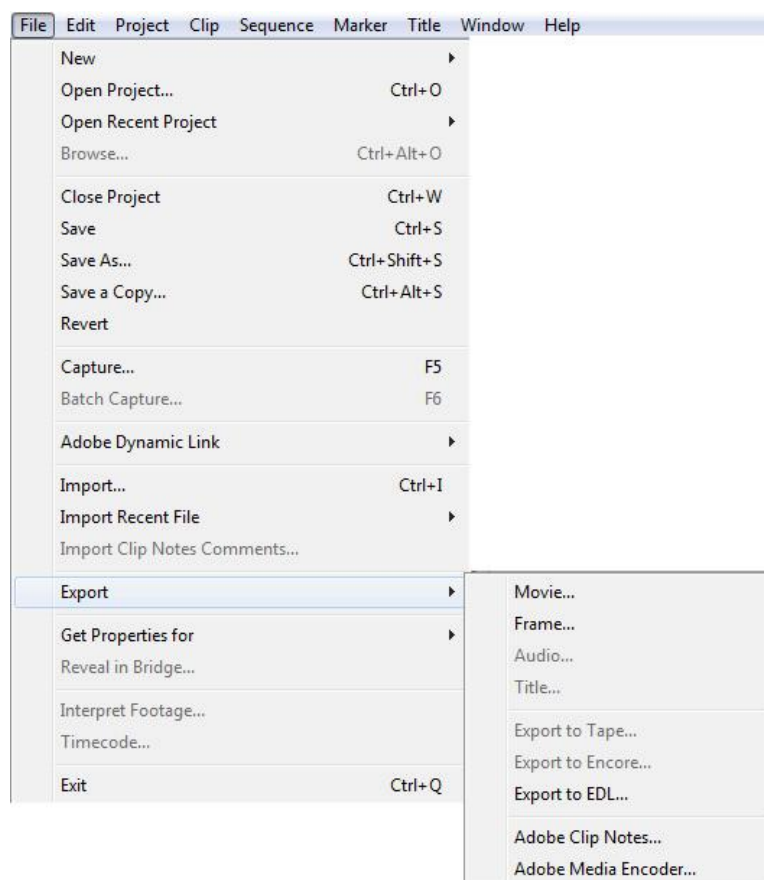 File Edit Project Clip Sequence Marker Title Window Help
New
Open Project... Ctrl+O
Open Recent Project
Browse... Ctrl+Alt+O
Close Project Ctrl+W
Save Ctrl+S
Save As... Ctrl+Shift+S
Save a Copy... Ctrl+Alt+S
Revert
Capture... F5
Batch Capture... F6
Adobe Dynamic Link
Import... Ctrl+I
Import Recent File
Import Clip Notes Comments...
Export
Get Properties for
Reveal in Bridge...
Interpret Footage...
Timecode...
Exit Ctrl+Q
Movie...
Frame...
Audio...
Title...
Export to Tape...
Export to Encore...
Export to EDL...
Adobe Clip Notes...
Adobe Media Encoder...